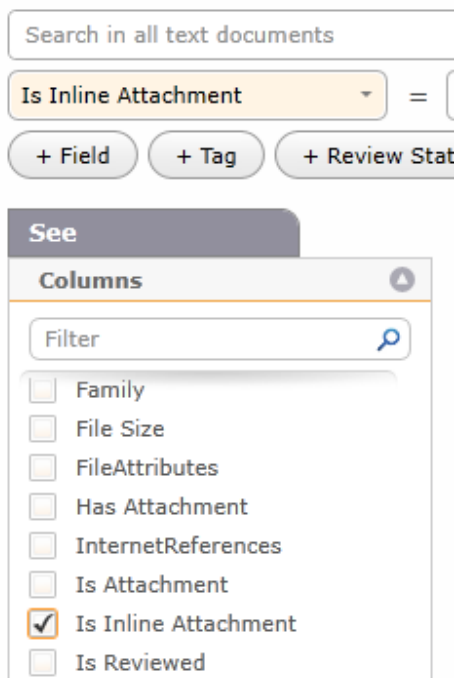 Search in all text documents
Is Inline Attachment =
+ Field + Tag + Review Stat
See
Columns
Filter
Family
File Size
FileAttributes
Has Attachment
InternetReferences
Is Attachment
Is Inline Attachment
Is Reviewed